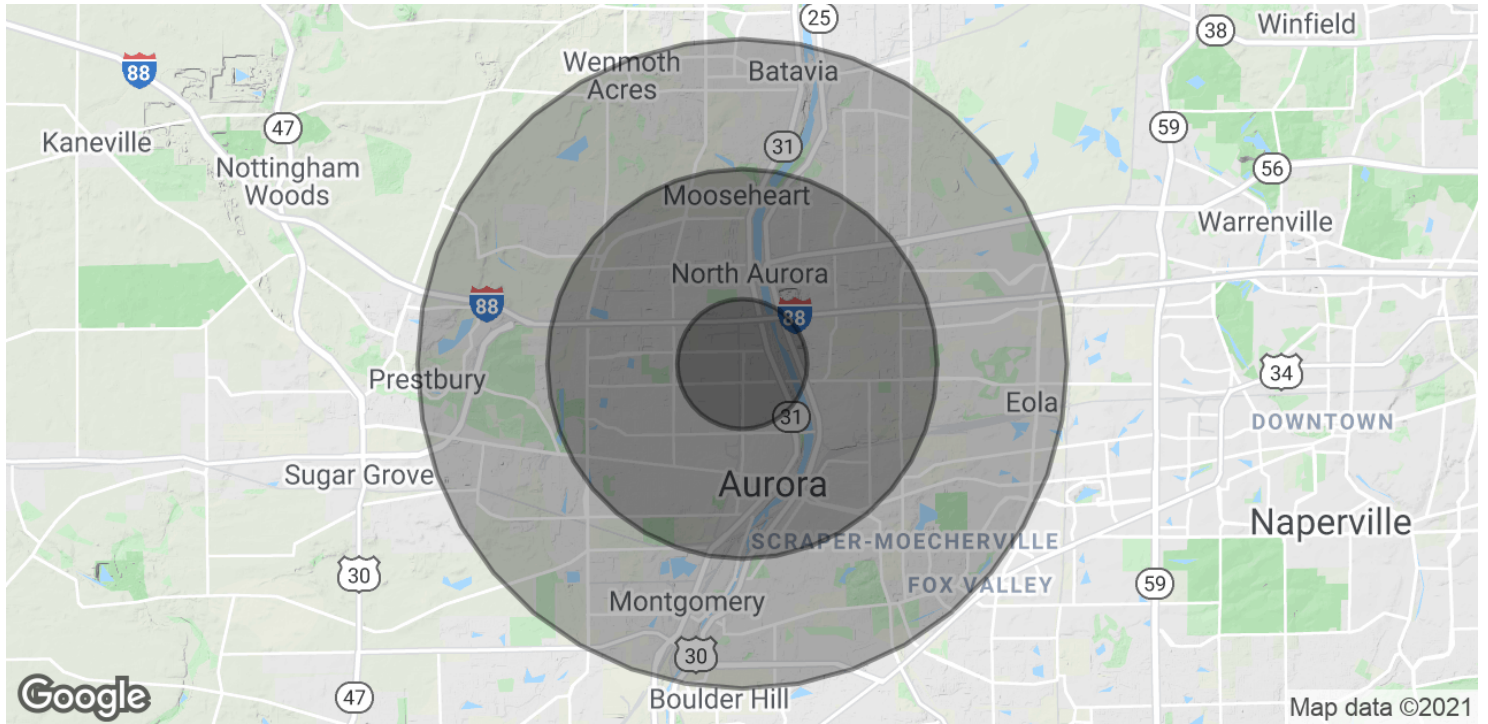 25
38
Winfield
88
Wenmoth
Acres
Batavia
47
59
Kaneville
31
Nottingham
Woods
56
Mooseheart
Warrenville
North Aurora
88
88
Prestbury
34
Eola
31
DOWNTOWN
Sugar Grove
Aurora
Naperville
SCRAPER-MOECHERVILLE
30
FOX VALLEY
59
Montgomery
30
Google
47
Boulder Hill
Map data ©2021